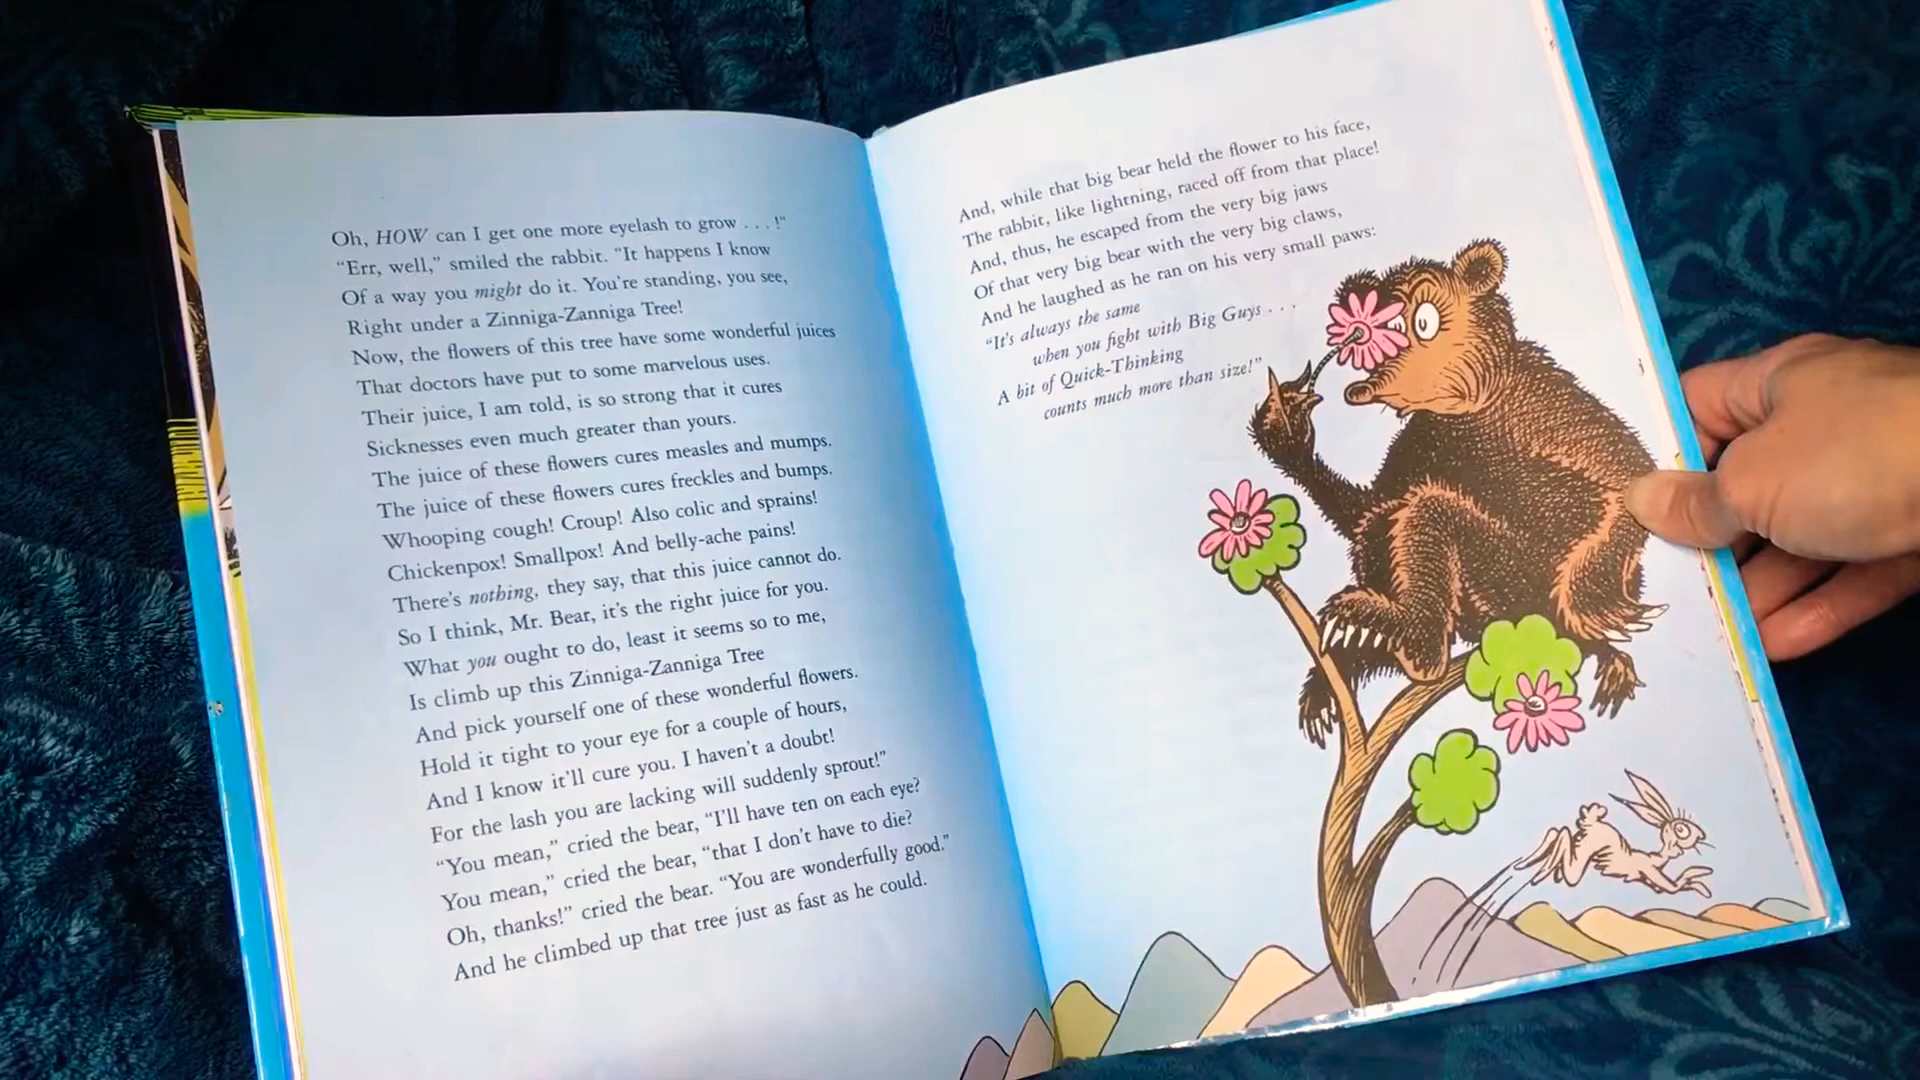 Oh, HOW can I get one more eyelash to grow . . . !"
"Err, well," smiled the rabbit. "It happens I know
Of a way you might do it. You're standing, you see,
Right under a Zinniga-Zanniga Tree!
Now, the flowers of this tree have some wonderful juices
That doctors have put to some marvelous uses.
Their juice, I am told, is so strong that it cures
Sicknesses even much greater than yours.
The juice of these flowers cures measles and mumps.
The juice of these flowers cures freckles and bumps.
Whooping cough! Croup! Also colic and sprains!
Chickenpox! Smallpox! And belly-ache pains!
There's nothing, they say, that this juice cannot do.
So I think, Mr. Bear, it's the right juice for you.
What you ought to do, least it seems so to me,
Is climb up this Zinniga-Zanniga Tree
And pick yourself one of these wonderful flowers.
Hold it tight to your eye for a couple of hours,
And I know it'll cure you. I haven't a doubt!
For the lash you are lacking will suddenly sprout!"
"You mean," cried the bear, "I'll have ten on each eye?
You mean," cried the bear, "that I don't have to die?
Oh, thanks!" cried the bear. "You are wonderfully good."
And he climbed up that tree just as fast as he could.
And, while that big bear held the flower to his face,
The rabbit, like lightning, raced off from that place!
And, thus, he escaped from the very big jaws
Of that very big bear with the very big claws,
And he laughed as he ran on his very small paws:
"It's always the same
when you fight with Big Guys . . .
A bit of Quick-Thinking
counts much more than size!"